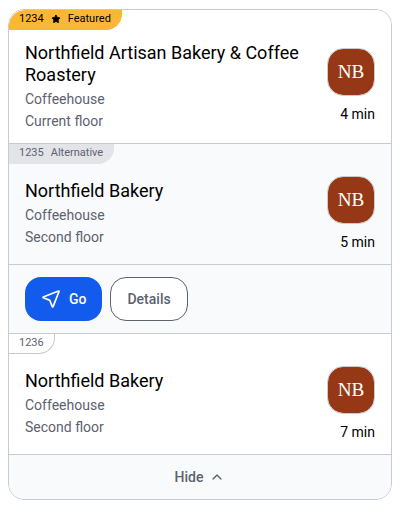 1234 ★ Featured
Northfield Artisan Bakery & Coffee
Roastery
Coffeehouse
Current floor
NB
4 min
1235 Alternative
Northfield Bakery
Coffeehouse
Second floor
NB
5 min
Go
Details
1236
Northfield Bakery
Coffeehouse
Second floor
NB
7 min
Hide